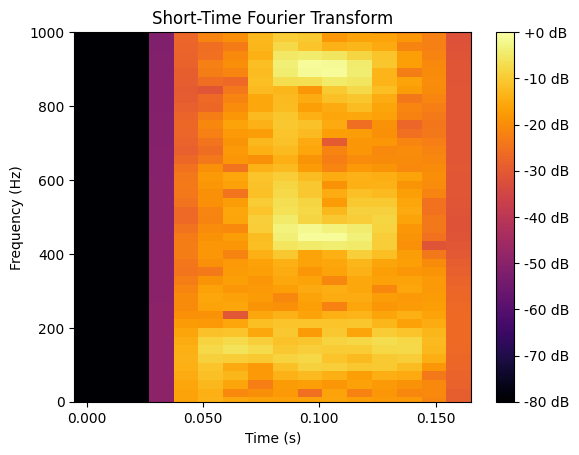 Short-Time Fourier Transform
Frequency (Hz)
1000
800
600
400
200
0
0.000
0.050
0.100
0.150
Time (s)
+0 dB
-10 dB
-20 dB
-30 dB
-40 dB
-50 dB
-60 dB
-70 dB
-80 dB